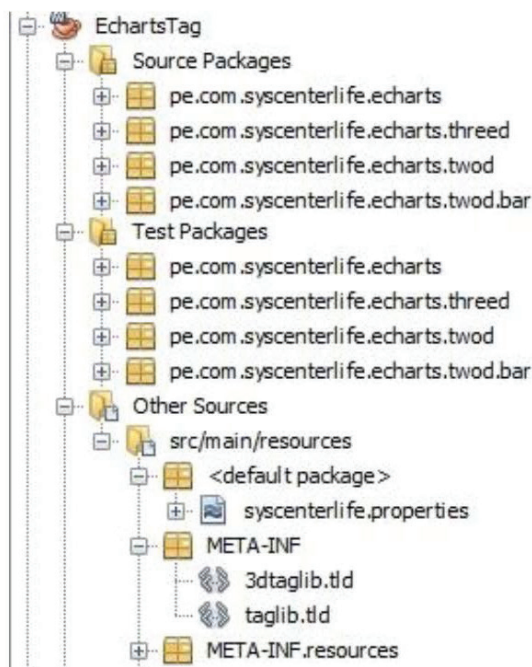 EchartsTag
Source Packages
pe.com.syscenterlife.echarts
pe.com.syscenterlife.echarts.threed
pe.com.syscenterlife.echarts.twod
pe.com.syscenterlife.echarts.twod.bar
Test Packages
pe.com.syscenterlife.echarts
pe.com.syscenterlife.echarts.threed
pe.com.syscenterlife.echarts.twod
pe.com.syscenterlife.echarts.twod.bar
Other Sources
src/main/resources
<default package>
syscenterlife.properties
META-INF
3dtaglib.tld
taglib.tld
META-INF.resources